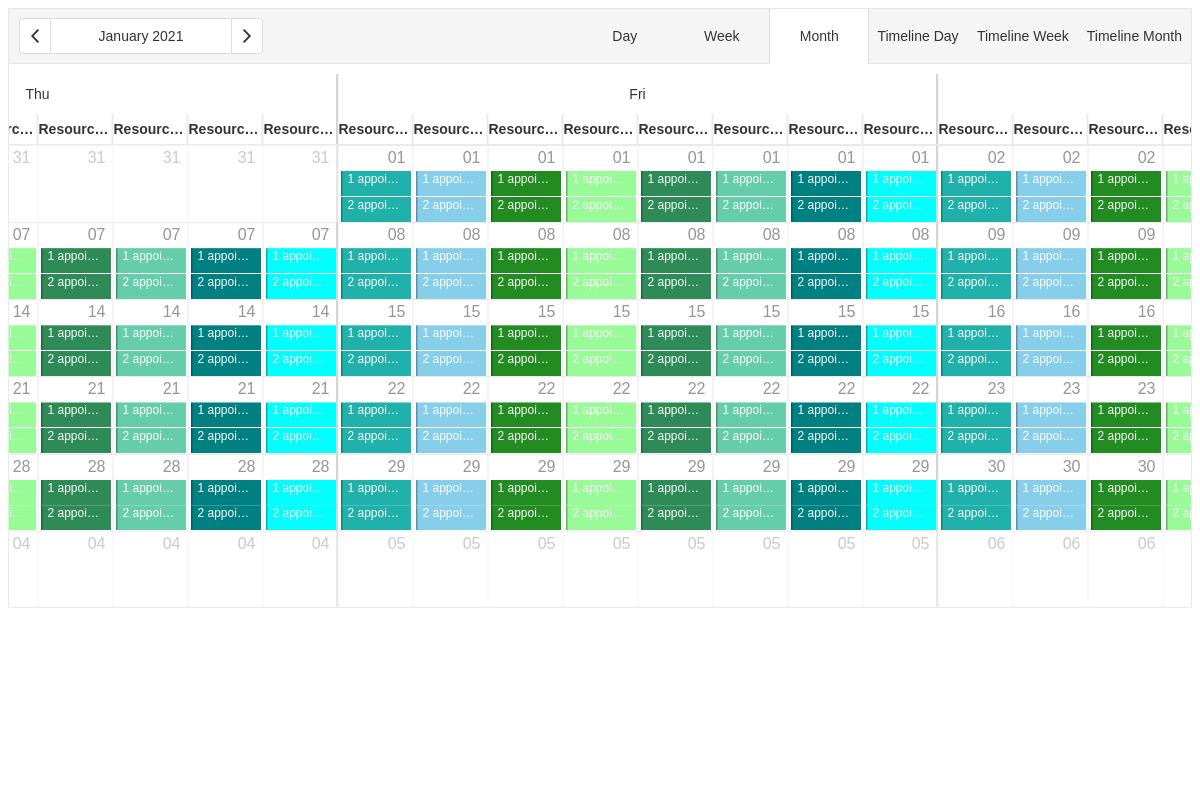 January 2021 Day Week Month Timeline Day Timeline Week Timeline Month
Thu Fri
rc… Resourc… Resourc… Resourc… Resourc… Resourc… Resourc… Resourc… Resourc… Resourc… Resourc… Resourc… Resourc… Resourc… Resourc… Resourc… Reso
31 31 31 31 31 01 01 01 01 01 01 01 01 02 02 02
1 appoi… 1 appoi… 1 appoi… 1 appoi… 1 appoi… 1 appoi… 1 appoi… 1 appoi… 1 appoi… 1 appoi… 1 appoi… 1 a
2 appoi… 2 appoi… 2 appoi… 2 appoi… 2 appoi… 2 appoi… 2 appoi… 2 appoi… 2 appoi… 2 appoi… 2 appoi… 2 a
07 07 07 07 07 08 08 08 08 08 08 08 08 09 09 09
1 appoi… 1 appoi… 1 appoi… 1 appoi… 1 appoi… 1 appoi… 1 appoi… 1 appoi… 1 appoi… 1 appoi… 1 appoi… 1 appoi… 1 appoi… 1 appoi… 1 appoi… 1 a
2 appoi… 2 appoi… 2 appoi… 2 appoi… 2 appoi… 2 appoi… 2 appoi… 2 appoi… 2 appoi… 2 appoi… 2 appoi… 2 appoi… 2 appoi… 2 appoi… 2 appoi… 2 a
14 14 14 14 14 15 15 15 15 15 15 15 15 16 16 16
1 appoi… 1 appoi… 1 appoi… 1 appoi… 1 appoi… 1 appoi… 1 appoi… 1 appoi… 1 appoi… 1 appoi… 1 appoi… 1 appoi… 1 appoi… 1 appoi… 1 appoi… 1 a
2 appoi… 2 appoi… 2 appoi… 2 appoi… 2 appoi… 2 appoi… 2 appoi… 2 appoi… 2 appoi… 2 appoi… 2 appoi… 2 appoi… 2 appoi… 2 appoi… 2 appoi… 2 a
21 21 21 21 21 22 22 22 22 22 22 22 22 23 23 23
1 appoi… 1 appoi… 1 appoi… 1 appoi… 1 appoi… 1 appoi… 1 appoi… 1 appoi… 1 appoi… 1 appoi… 1 appoi… 1 appoi… 1 appoi… 1 appoi… 1 appoi… 1 a
2 appoi… 2 appoi… 2 appoi… 2 appoi… 2 appoi… 2 appoi… 2 appoi… 2 appoi… 2 appoi… 2 appoi… 2 appoi… 2 appoi… 2 appoi… 2 appoi… 2 appoi… 2 a
28 28 28 28 28 29 29 29 29 29 29 29 29 30 30 30
1 appoi… 1 appoi… 1 appoi… 1 appoi… 1 appoi… 1 appoi… 1 appoi… 1 appoi… 1 appoi… 1 appoi… 1 appoi… 1 appoi… 1 appoi… 1 appoi… 1 appoi… 1 a
2 appoi… 2 appoi… 2 appoi… 2 appoi… 2 appoi… 2 appoi… 2 appoi… 2 appoi… 2 appoi… 2 appoi… 2 appoi… 2 appoi… 2 appoi… 2 appoi… 2 appoi… 2 a
04 04 04 04 04 05 05 05 05 05 05 05 05 06 06 06